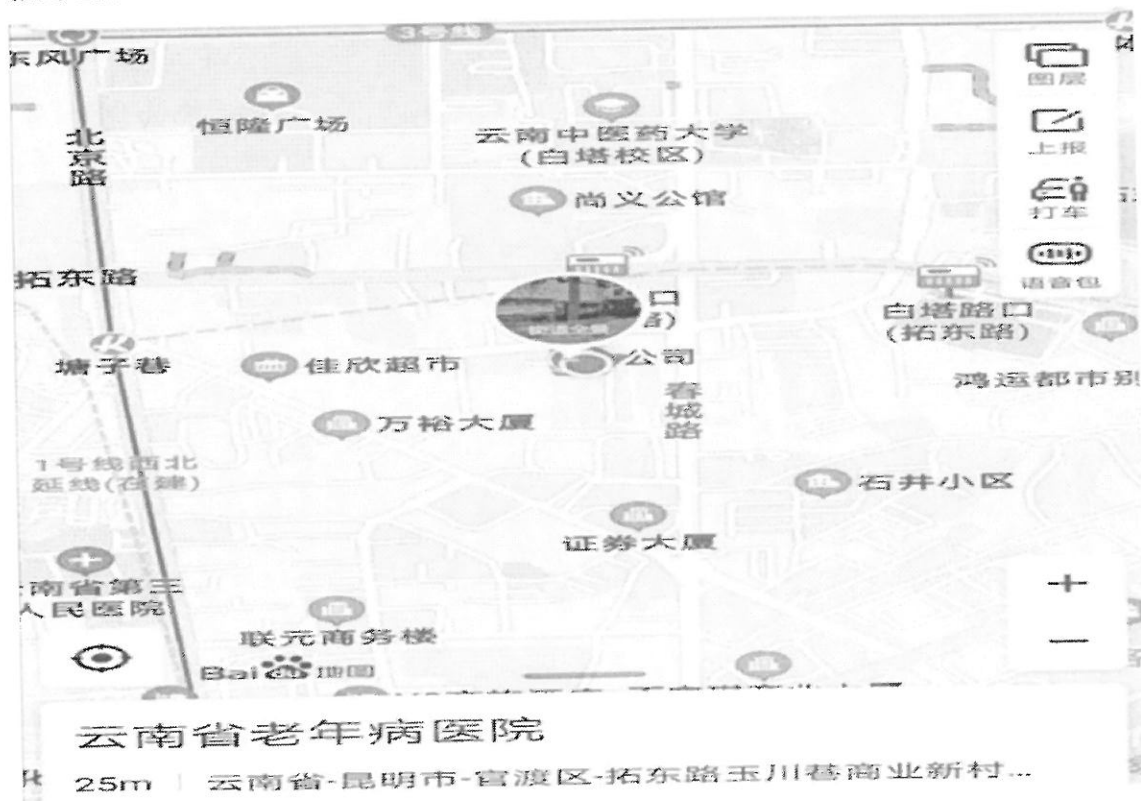 3号线
东风广场
图层
恒隆广场
云南中医药大学
(白塔校区)
上报
北京路
尚义公馆
打车
拓东路
口
语音包
白塔路口
(拓东路)
塘子巷
佳欣超市
公司
鸿运都市别
万裕大厦
春城路
1号线西北
延线(在建)
石井小区
证券大厦
南省第三
人民医院
联元商务楼
Bai 地图
云南省老年病医院
25m
云南省-昆明市-官渡区-拓东路玉川巷商业新村...